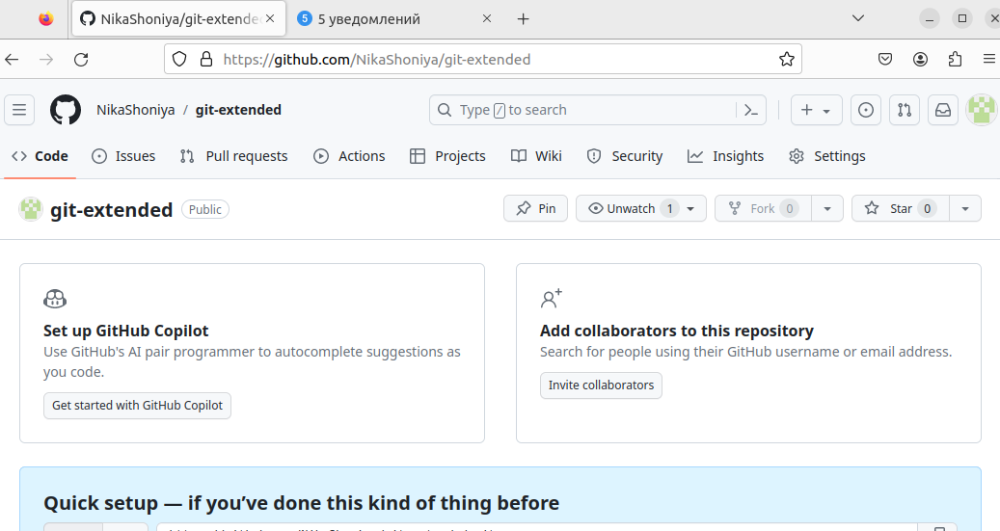 NikaShoniya/git-extende
5 5 уведомлений
https://github.com/NikaShoniya/git-extended
NikaShoniya / git-extended
Type / to search
Code Issues Pull requests Actions Projects Wiki Security Insights Settings
git-extended Public
Pin Unwatch 1 Fork 0 Star 0
Set up GitHub Copilot
Use GitHub's AI pair programmer to autocomplete suggestions as
you code.
Get started with GitHub Copilot
Add collaborators to this repository
Search for people using their GitHub username or email address.
Invite collaborators
Quick setup — if you’ve done this kind of thing before